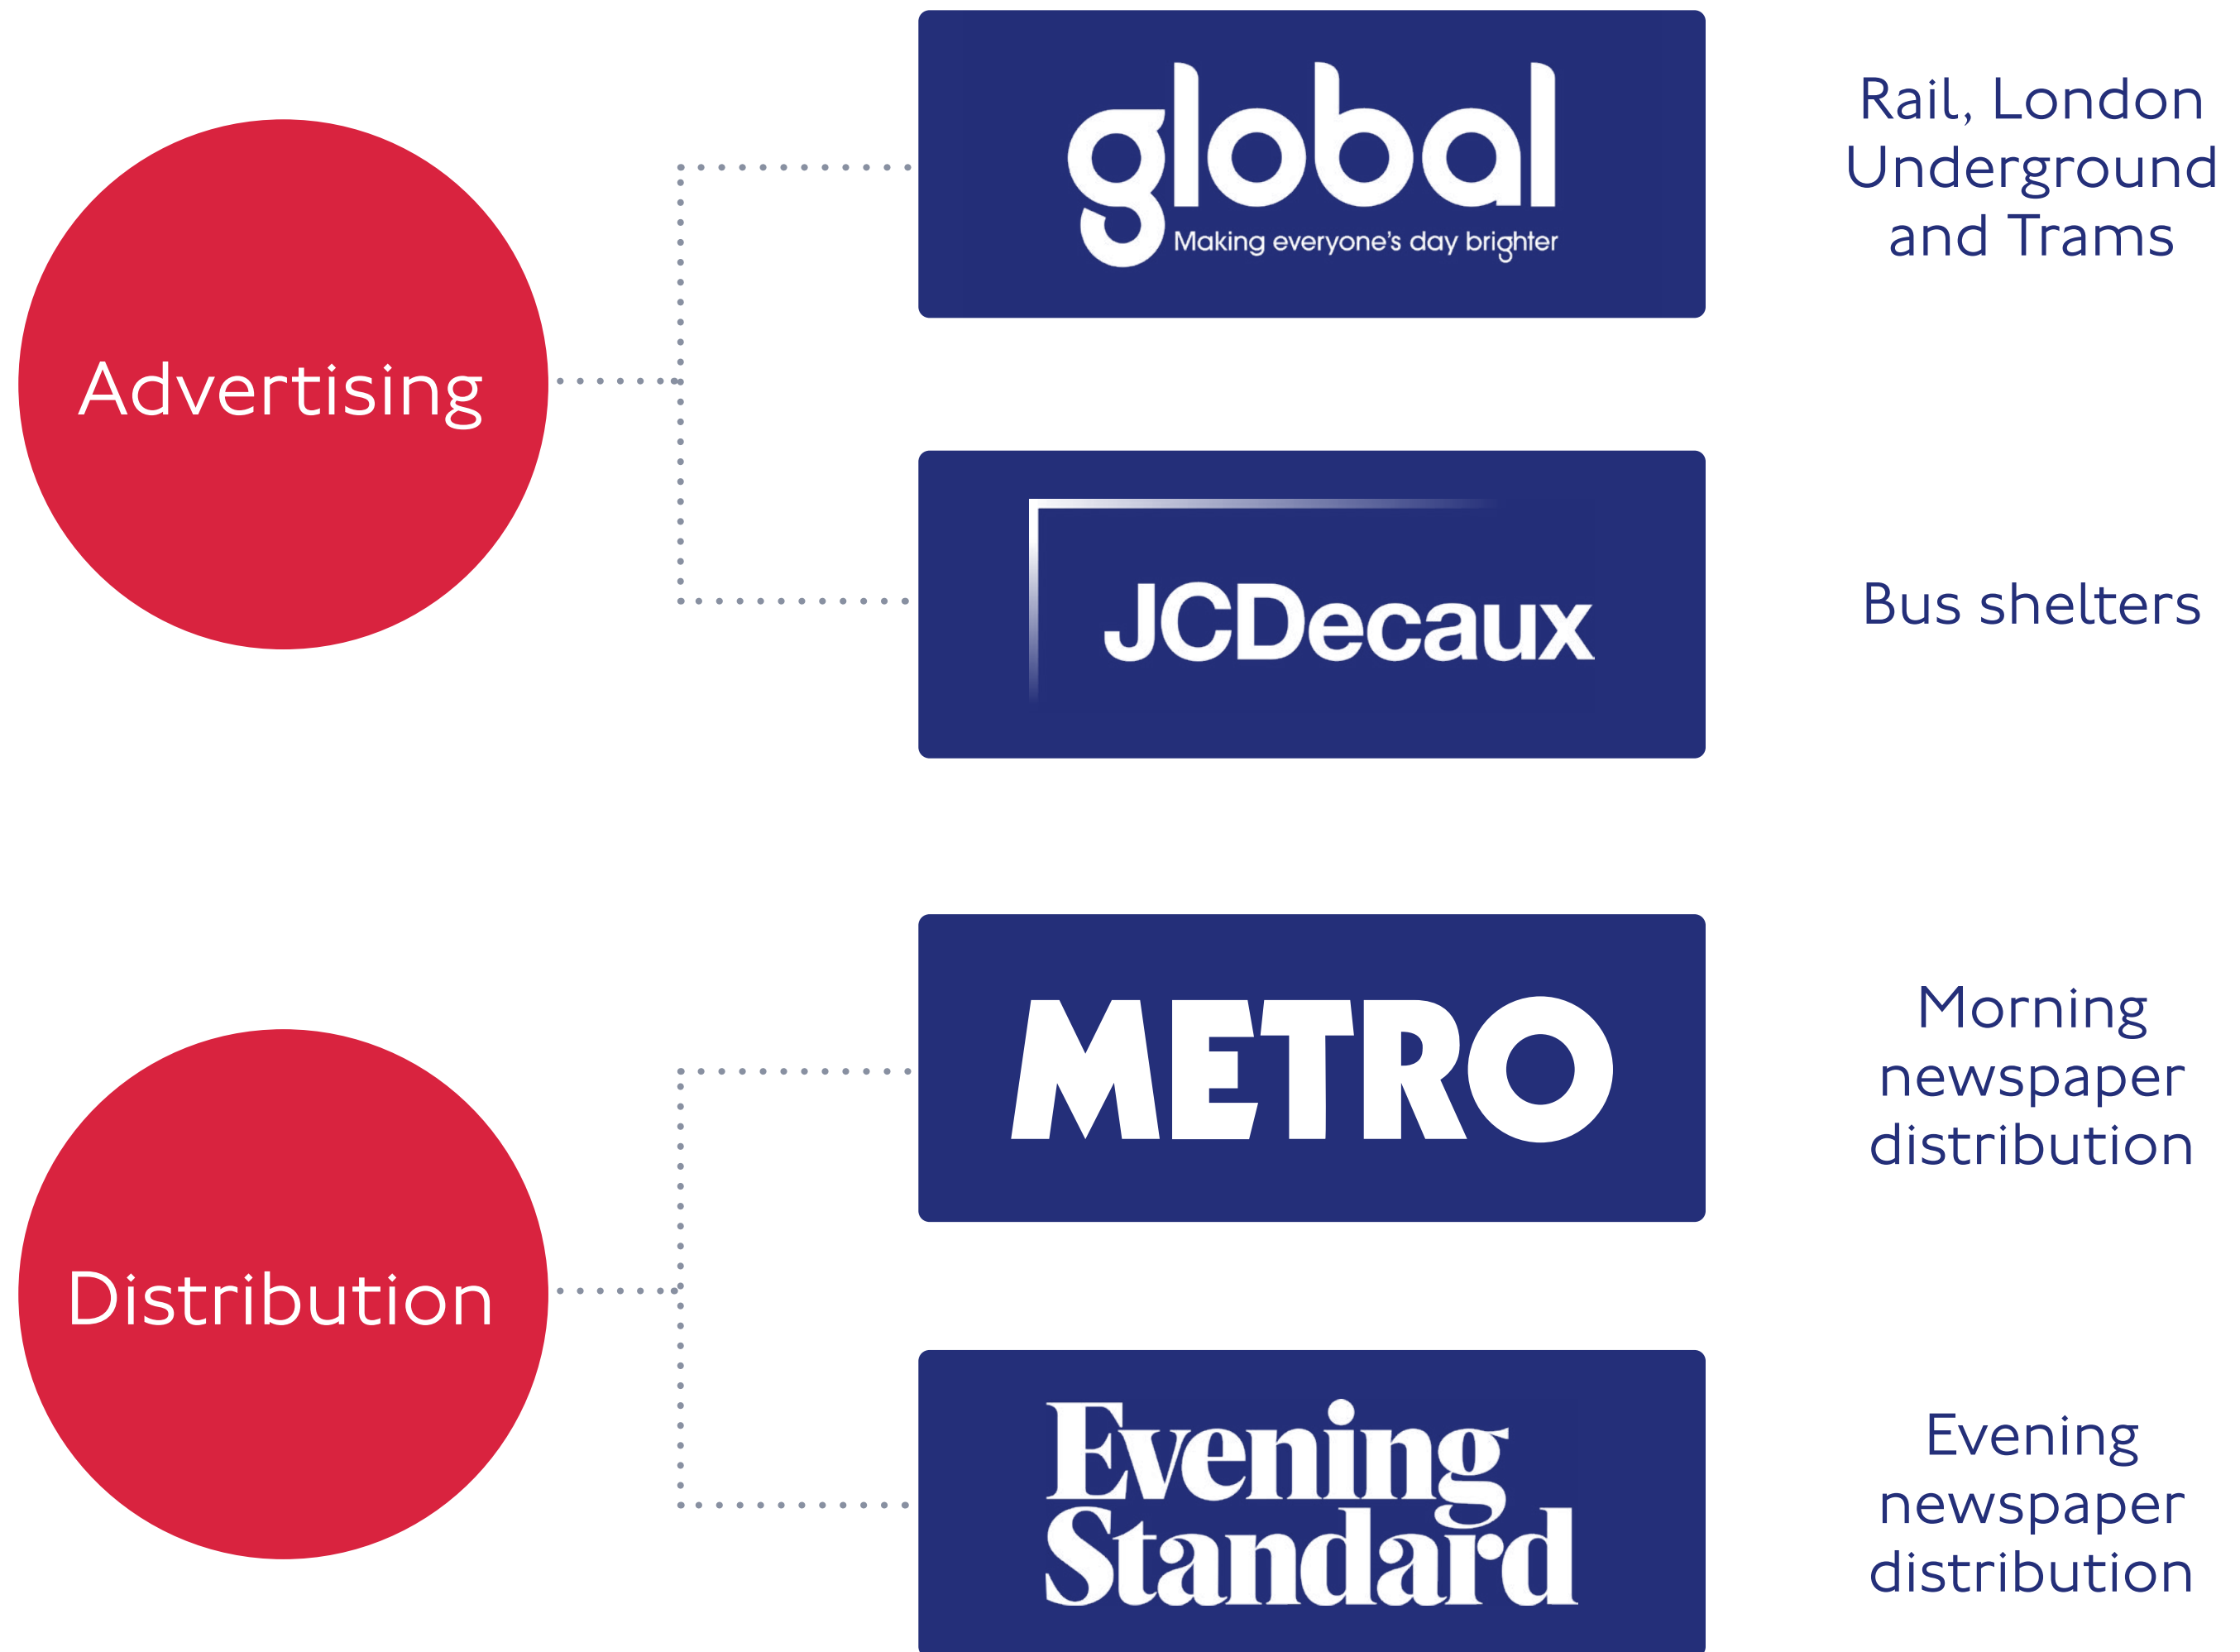 Advertising
global
Making everyone's day brighter
Rail, London
Underground
and Trams
JCDecaux
Bus shelters
Distribution
METRO
Morning
newspaper
distribution
Evening
Standard
Evening
newspaper
distribution